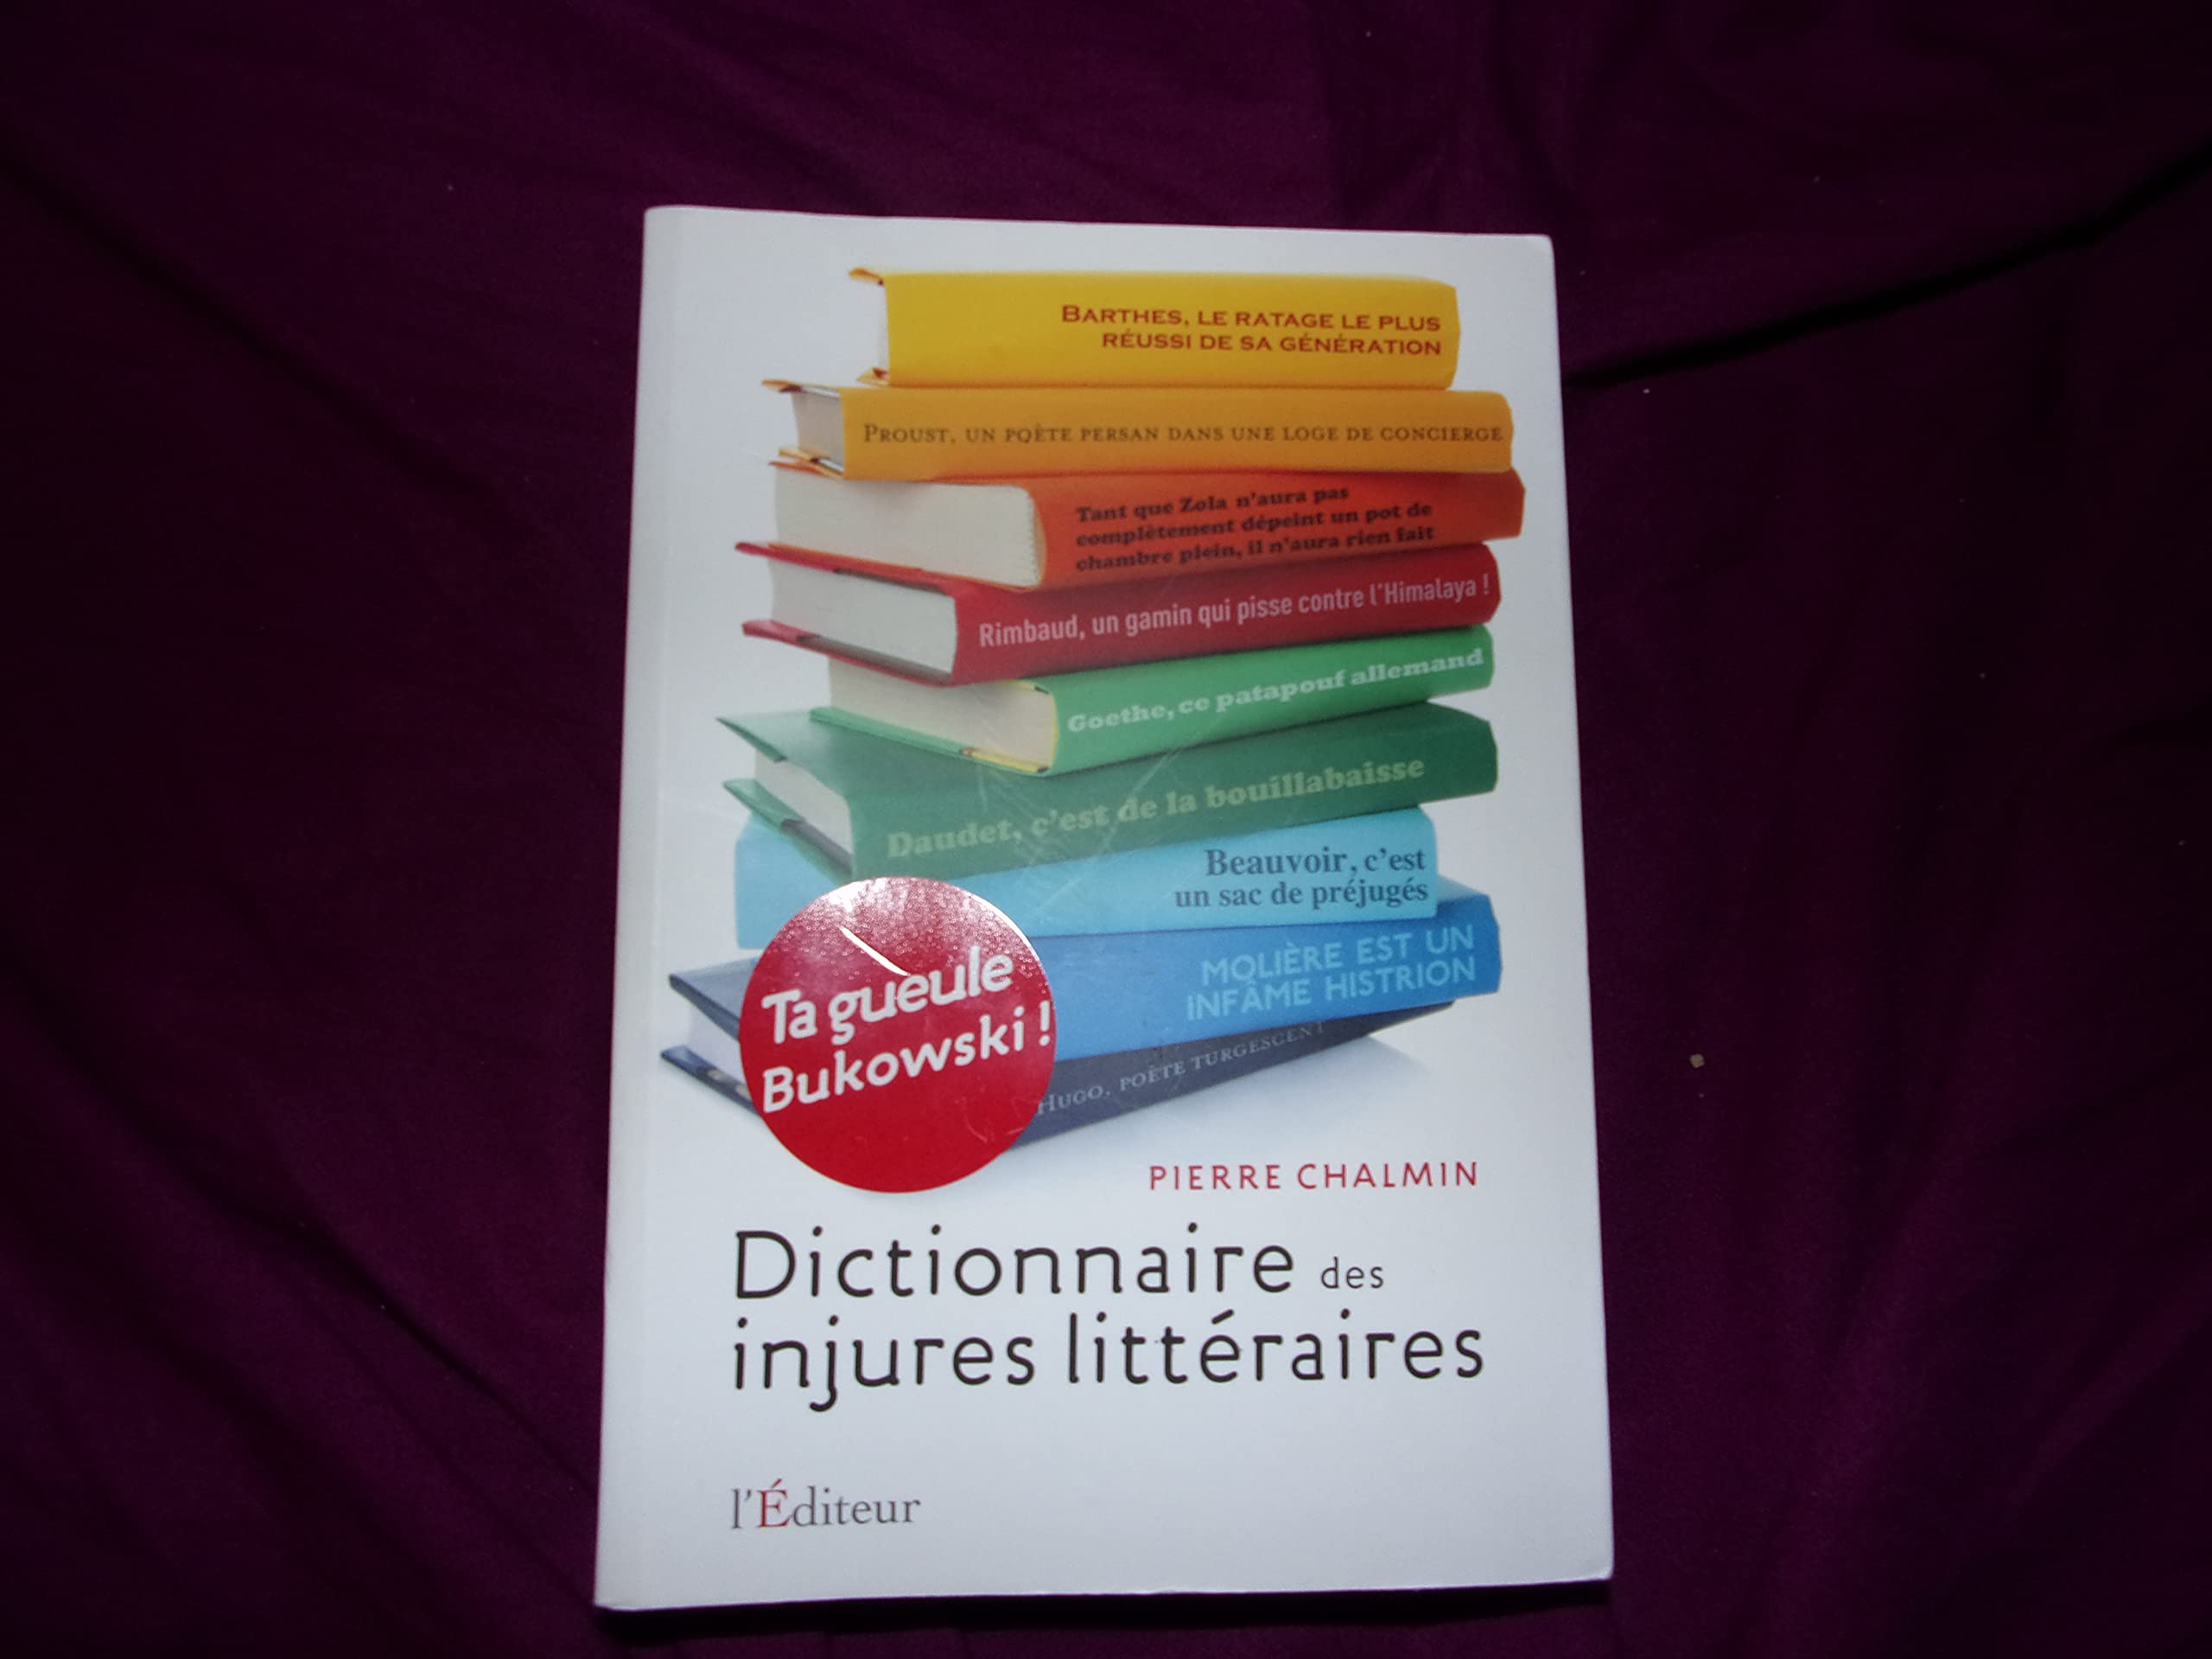 BARTHES, LE RATAGE LE PLUS
RÉUSSI DE SA GÉNÉRATION
PROUST, UN POÈTE PERSAN DANS UNE LOGE DE CONCIERGE
Tant que Zola n'aura pas
complètement dépeint un pot de
chambre plein, il n'aura rien fait
Rimbaud, un gamin qui pisse contre l'Himalaya !
Goethe, ce patapouf allemand
Daudet, c'est de la bouillabaisse
Beauvoir, c'est
un sac de préjugés
MOLIÈRE EST UN
INFÂME HISTRION
HUGO, POÈTE TURGESCENT
Ta gueule
Bukowski !
PIERRE CHALMIN
Dictionnaire des
injures littéraires
l'Éditeur